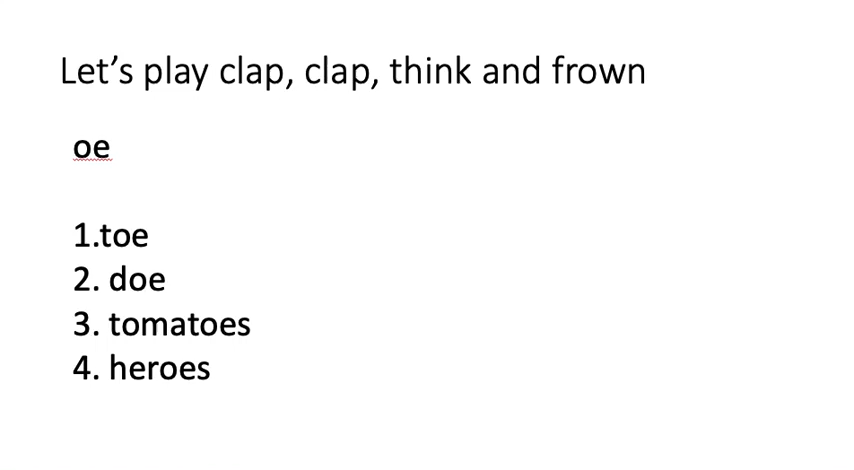 Let’s play clap, clap, think and frown
oe
1.toe
2. doe
3. tomatoes
4. heroes